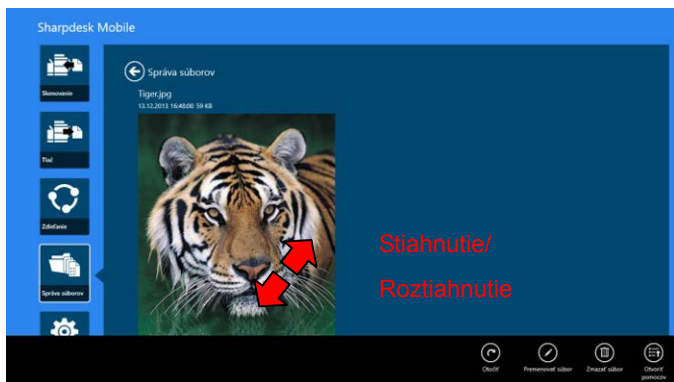 Sharpdesk Mobile
Skenovanie
Tlač
Zdieľanie
Správa súborov
Správa súborov
Tiger.jpg
13.12.2013 16:48:00 59 KB
Stiahnutie/
Roztiahnutie
Otočiť
Premenovať súbor
Zmazať súbor
Otvoriť
pomocov